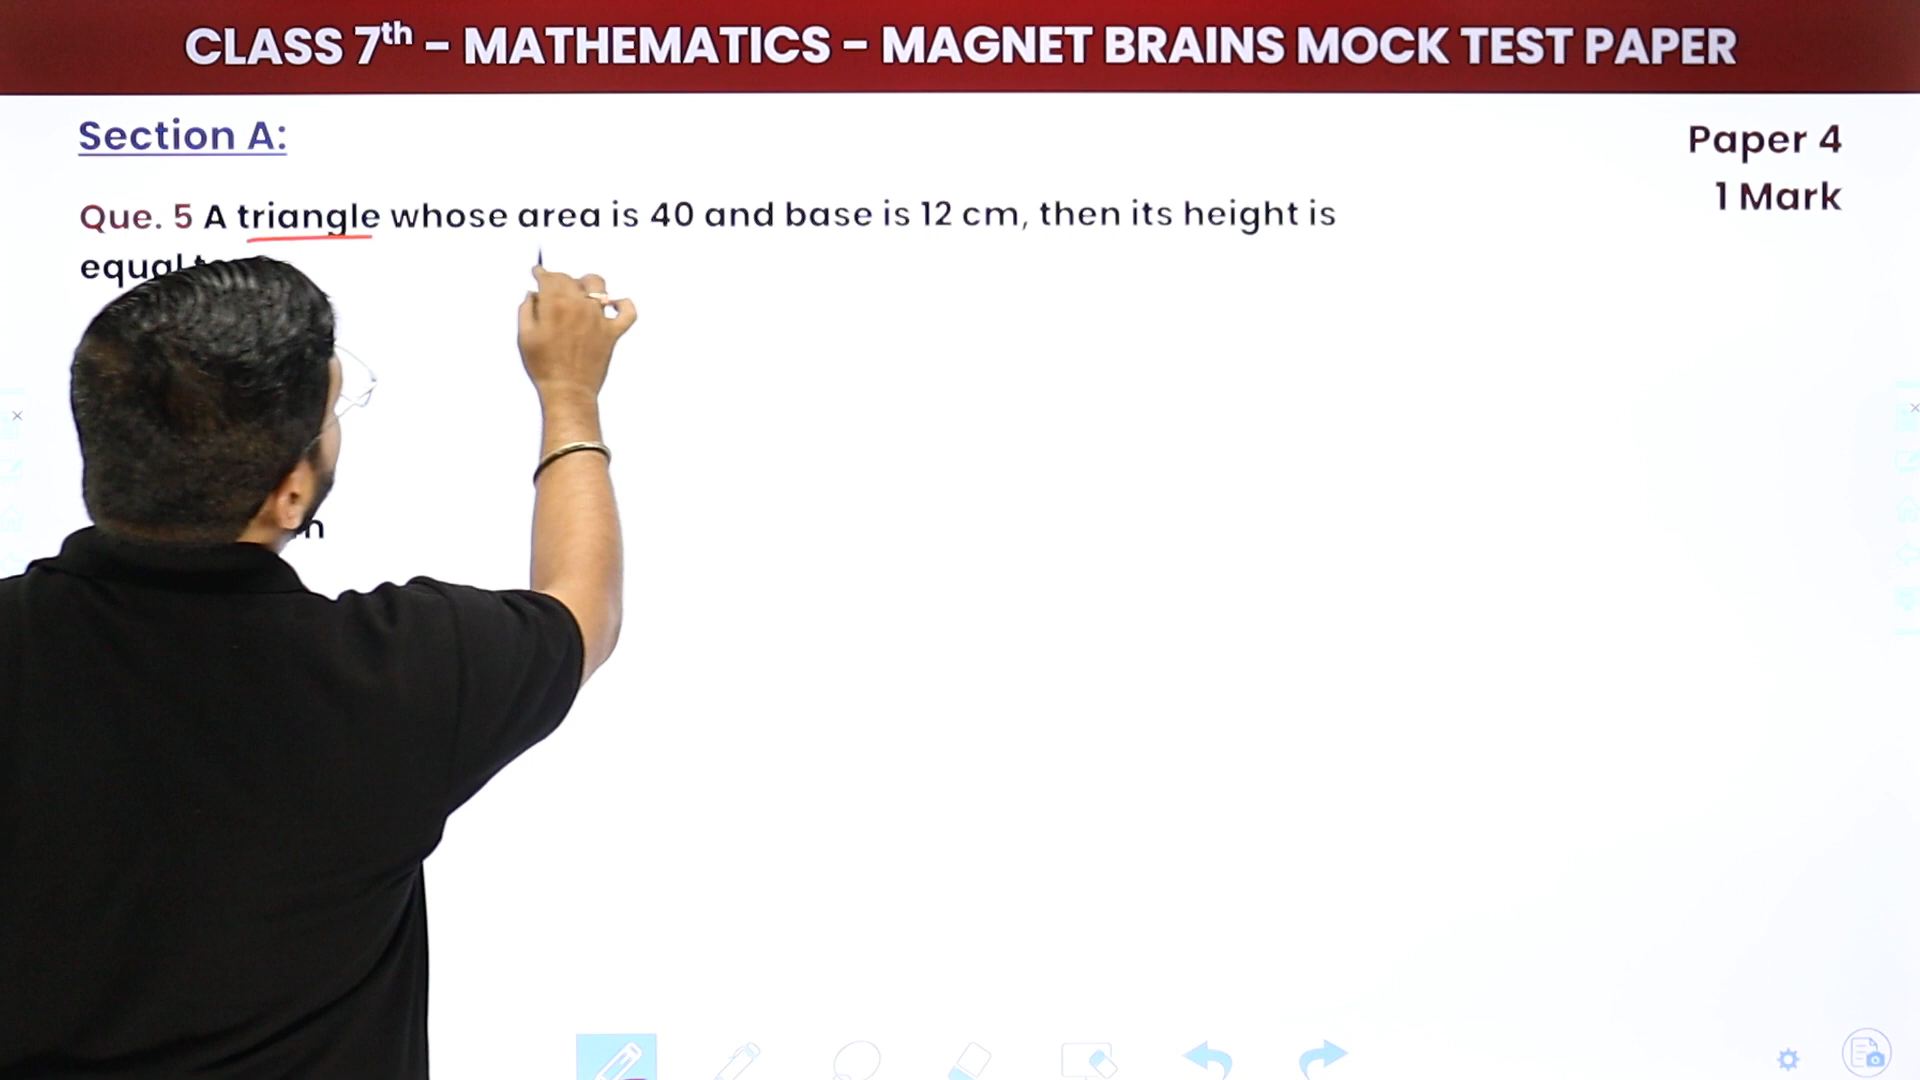 CLASS 7th - MATHEMATICS - MAGNET BRAINS MOCK TEST PAPER
Section A:
Paper 4
1 Mark
Que. 5 A triangle whose area is 40 and base is 12 cm, then its height is
equal